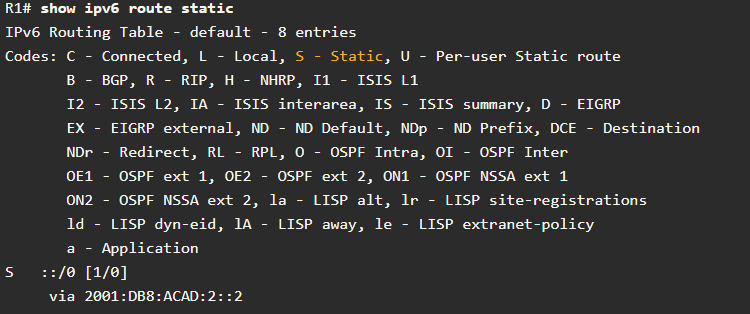 R1# show ipv6 route static
IPv6 Routing Table - default - 8 entries
Codes: C - Connected, L - Local, S - Static, U - Per-user Static route
B - BGP, R - RIP, H - NHRP, I1 - ISIS L1
I2 - ISIS L2, IA - ISIS interarea, IS - ISIS summary, D - EIGRP
EX - EIGRP external, ND - ND Default, NDp - ND Prefix, DCE - Destination
NDr - Redirect, RL - RPL, O - OSPF Intra, OI - OSPF Inter
OE1 - OSPF ext 1, OE2 - OSPF ext 2, ON1 - OSPF NSSA ext 1
ON2 - OSPF NSSA ext 2, la - LISP alt, lr - LISP site-registrations
ld - LISP dyn-eid, lA - LISP away, le - LISP extranet-policy
a - Application
S ::/0 [1/0]
via 2001:DB8:ACAD:2::2